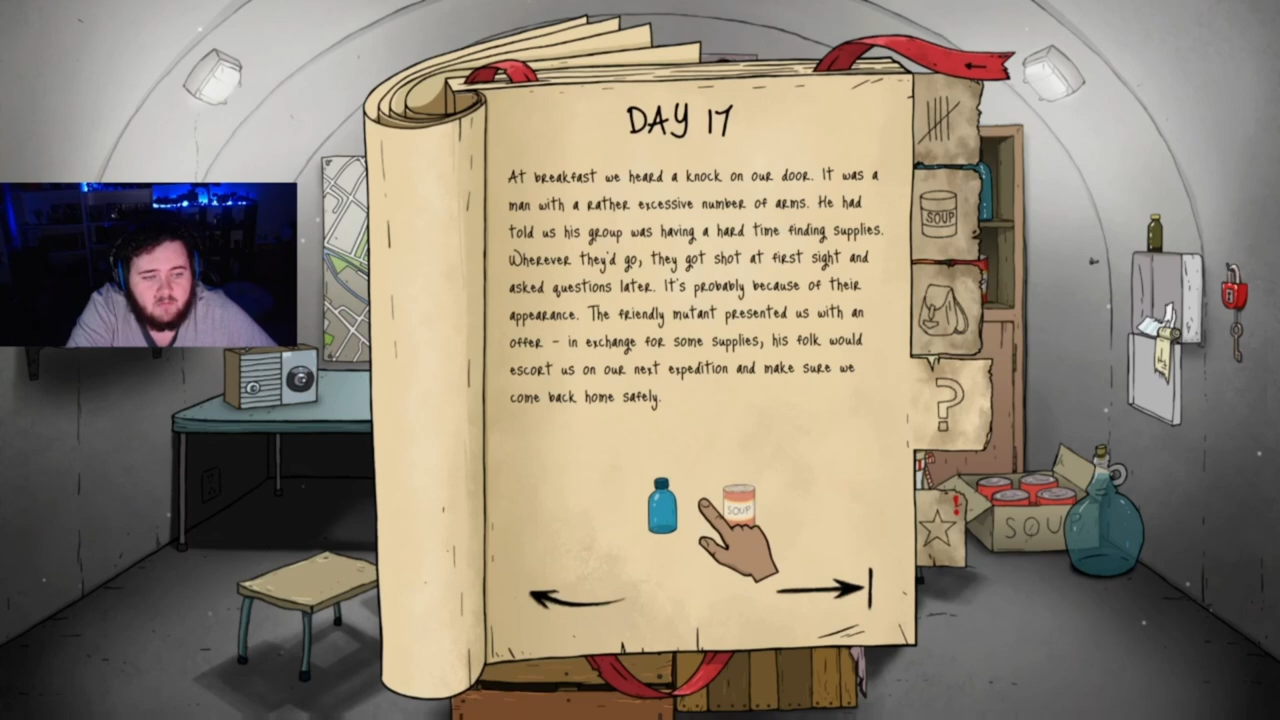 DAY 17
At breakfast we heard a knock on our door. It was a
man with a rather excessive number of arms. He had
told us his group was having a hard time finding supplies.
Wherever they'd go, they got shot at first sight and
asked questions later. It's probably because of their
appearance. The friendly mutant presented us with an
offer - in exchange for some supplies, his folk would
escort us on our next expedition and make sure we
come back home safely.
SOUP
?
SOUP
!
SOUP